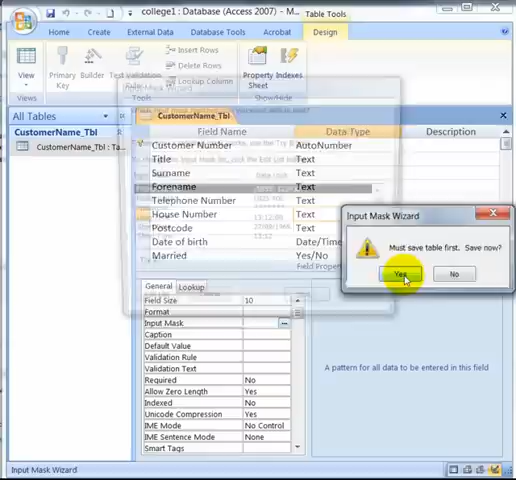 college1 : Database (Access 2007) - M...
Table Tools
Home
Create
External Data
Database Tools
Acrobat
Design
View
Primary
Key
Builder
Insert Rows
Delete Rows
Lookup Column
Property
Sheet
Indexes
Views
Tools
Show/Hide
All Tables
CustomerName_Tbl
CustomerName_Tbl : Ta...
CustomerName_Tbl
Field Name
Data Type
Description
Customer Number
AutoNumber
Title
Text
Surname
Text
Forename
Text
Telephone Number
Text
House Number
Text
Postcode
Text
Date of birth
Date/Time
Married
Yes/No
Input Mask Wizard
Must save table first. Save now?
Yes
No
General
Lookup
Field Size
10
Format
Input Mask
Caption
Default Value
Validation Rule
Validation Text
Required
No
Allow Zero Length
Yes
Indexed
No
Unicode Compression
Yes
IME Mode
No Control
IME Sentence Mode
None
Smart Tags
A pattern for all data to be entered in this field
Input Mask Wizard